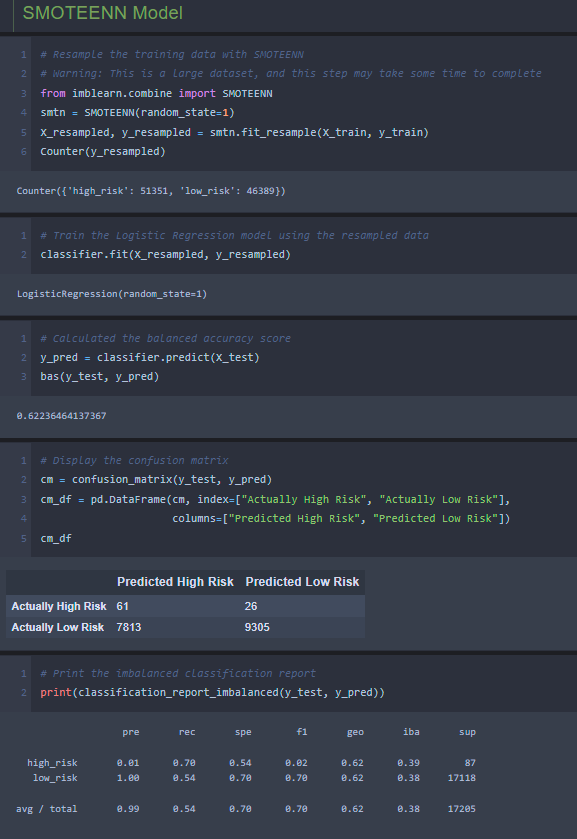 SMOTEENN Model
1 # Resample the training data with SMOTEENN
2 # Warning: This is a large dataset, and this step may take some time to complete
3 from imblearn.combine import SMOTEENN
4 smtn = SMOTEENN(random_state=1)
5 X_resampled, y_resampled = smtn.fit_resample(X_train, y_train)
6 Counter(y_resampled)
Counter({'high_risk': 51351, 'low_risk': 46389})
1 # Train the Logistic Regression model using the resampled data
2 classifier.fit(X_resampled, y_resampled)
LogisticRegression(random_state=1)
1 # Calculated the balanced accuracy score
2 y_pred = classifier.predict(X_test)
3 bas(y_test, y_pred)
0.62236464137367
1 # Display the confusion matrix
2 cm = confusion_matrix(y_test, y_pred)
3 cm_df = pd.DataFrame(cm, index=["Actually High Risk", "Actually Low Risk"],
4 columns=["Predicted High Risk", "Predicted Low Risk"])
5 cm_df
Predicted High Risk Predicted Low Risk
Actually High Risk 61 26
Actually Low Risk 7813 9305
1 # Print the imbalanced classification report
2 print(classification_report_imbalanced(y_test, y_pred))
pre rec spe f1 geo iba sup
high_risk 0.01 0.70 0.54 0.02 0.62 0.39 87
low_risk 1.00 0.54 0.70 0.70 0.62 0.38 17118
avg / total 0.99 0.54 0.70 0.70 0.62 0.38 17205